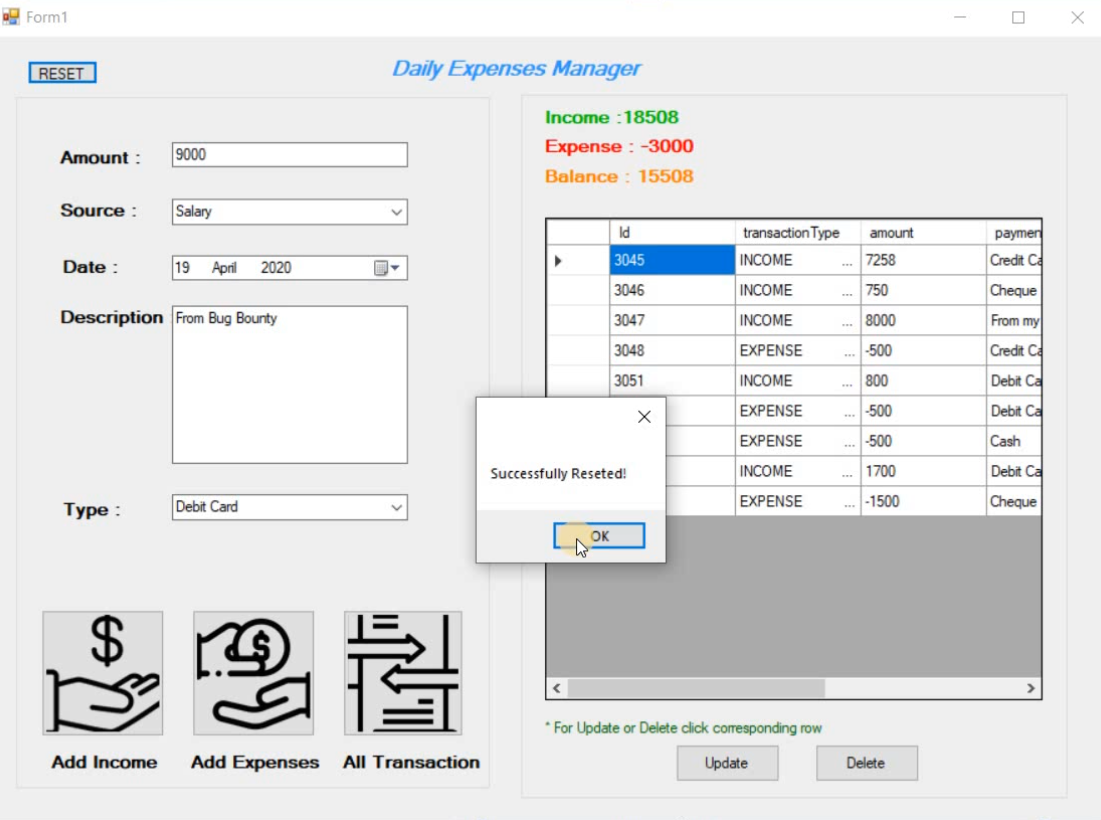 Form1
RESET
Daily Expenses Manager
Amount :
9000
Source :
Salary
Date :
19 April 2020
Description
From Bug Bounty
Type :
Debit Card
Add Income
Add Expenses
All Transaction
Income :18508
Expense : -3000
Balance : 15508
Id transactionType amount paymen
3045 INCOME ... 7258 Credit Ca
3046 INCOME ... 750 Cheque
3047 INCOME ... 8000 From my
3048 EXPENSE ... -500 Credit Ca
3051 INCOME ... 800 Debit Ca
EXPENSE ... -500 Debit Ca
EXPENSE ... -500 Cash
INCOME ... 1700 Debit Ca
EXPENSE ... -1500 Cheque
Successfully Reseted!
OK
* For Update or Delete click corresponding row
Update
Delete